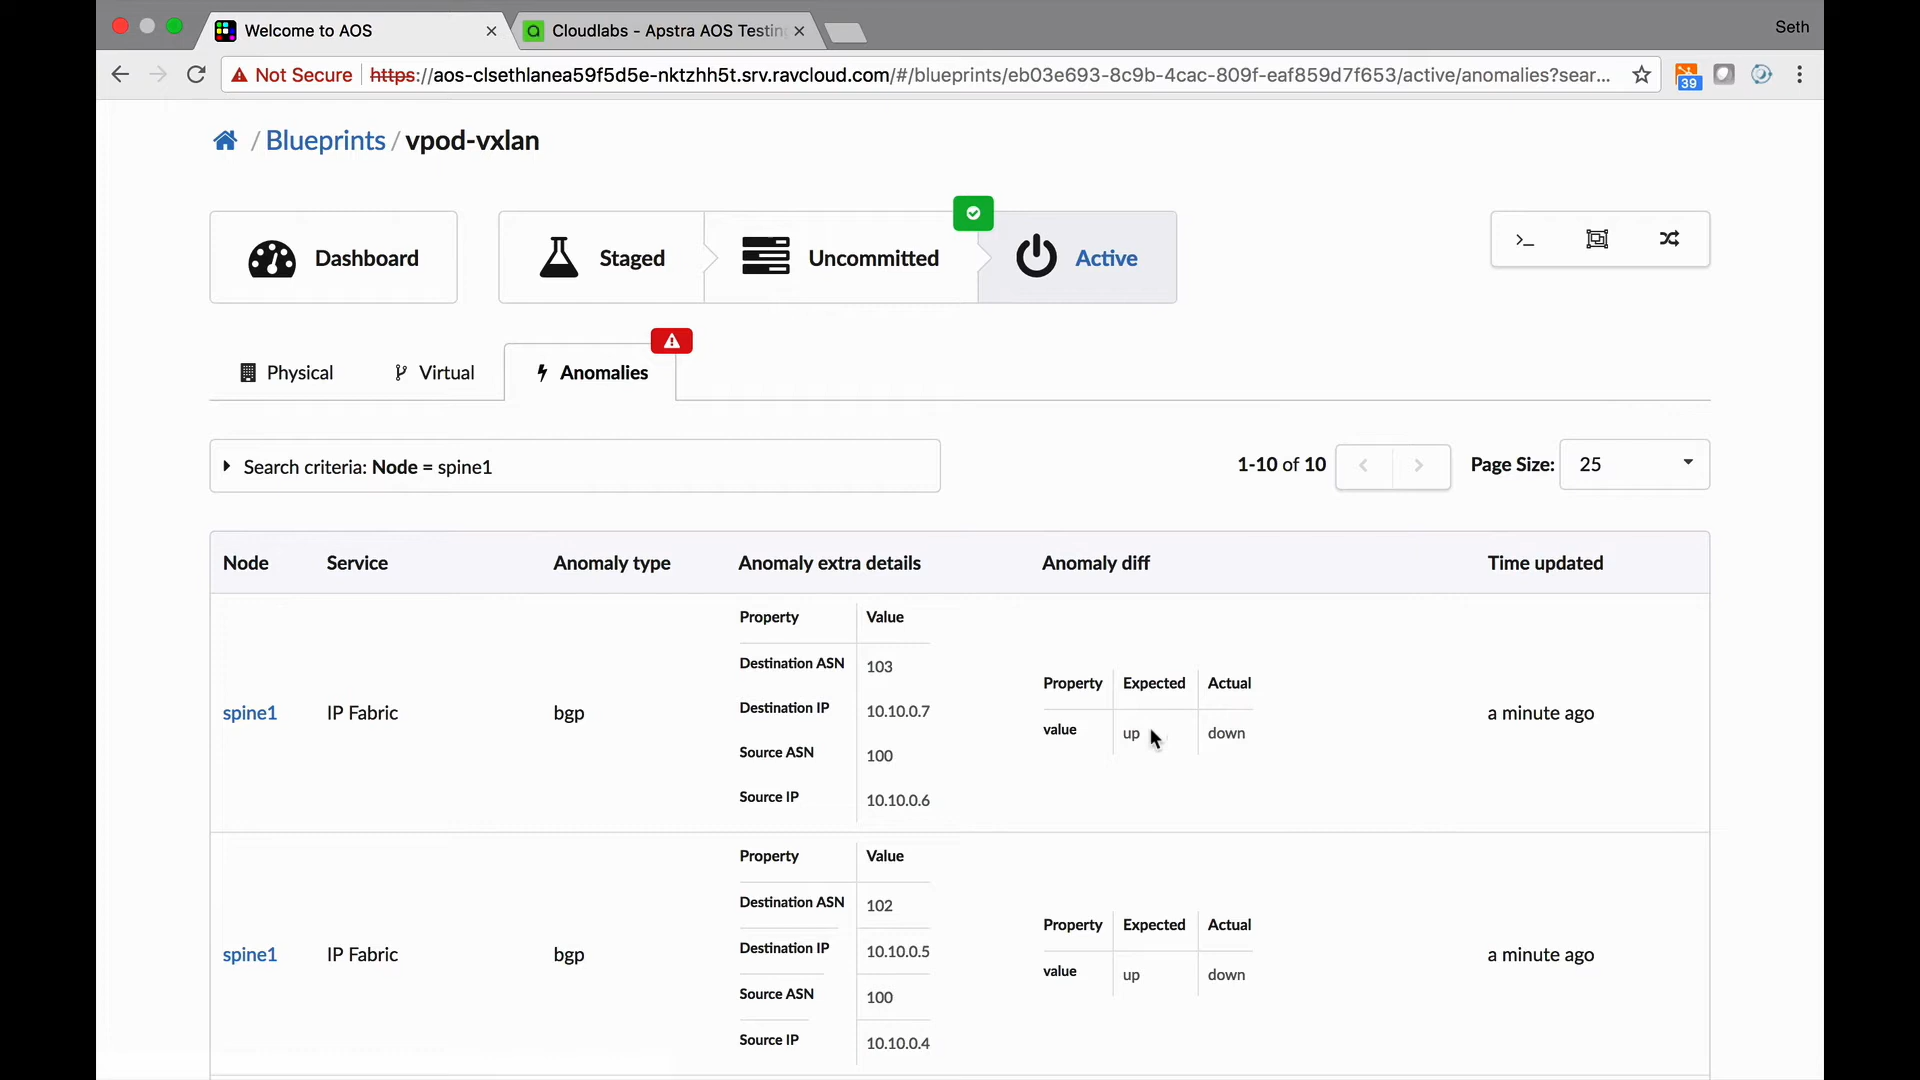 Welcome to AOS
Cloudlabs - Apstra AOS Testin
Seth
Not Secure | https://aos-clsethlanea59f5d5e-nktzhh5t.srv.ravcloud.com/#/blueprints/eb03e693-8c9b-4cac-809f-eaf859d7f653/active/anomalies?sear...
39
/ Blueprints / vpod-vxlan
Dashboard
Staged
Uncommitted
Active
>_
Physical
Virtual
Anomalies
Search criteria: Node = spine1
1-10 of 10
Page Size:
25
Node Service Anomaly type Anomaly extra details Anomaly diff Time updated
Property Value
Destination ASN 103
Destination IP 10.10.0.7
Source ASN 100
Source IP 10.10.0.6
spine1 IP Fabric bgp
Property Expected Actual
value up down
a minute ago
Property Value
Destination ASN 102
Destination IP 10.10.0.5
Source ASN 100
Source IP 10.10.0.4
spine1 IP Fabric bgp
Property Expected Actual
value up down
a minute ago